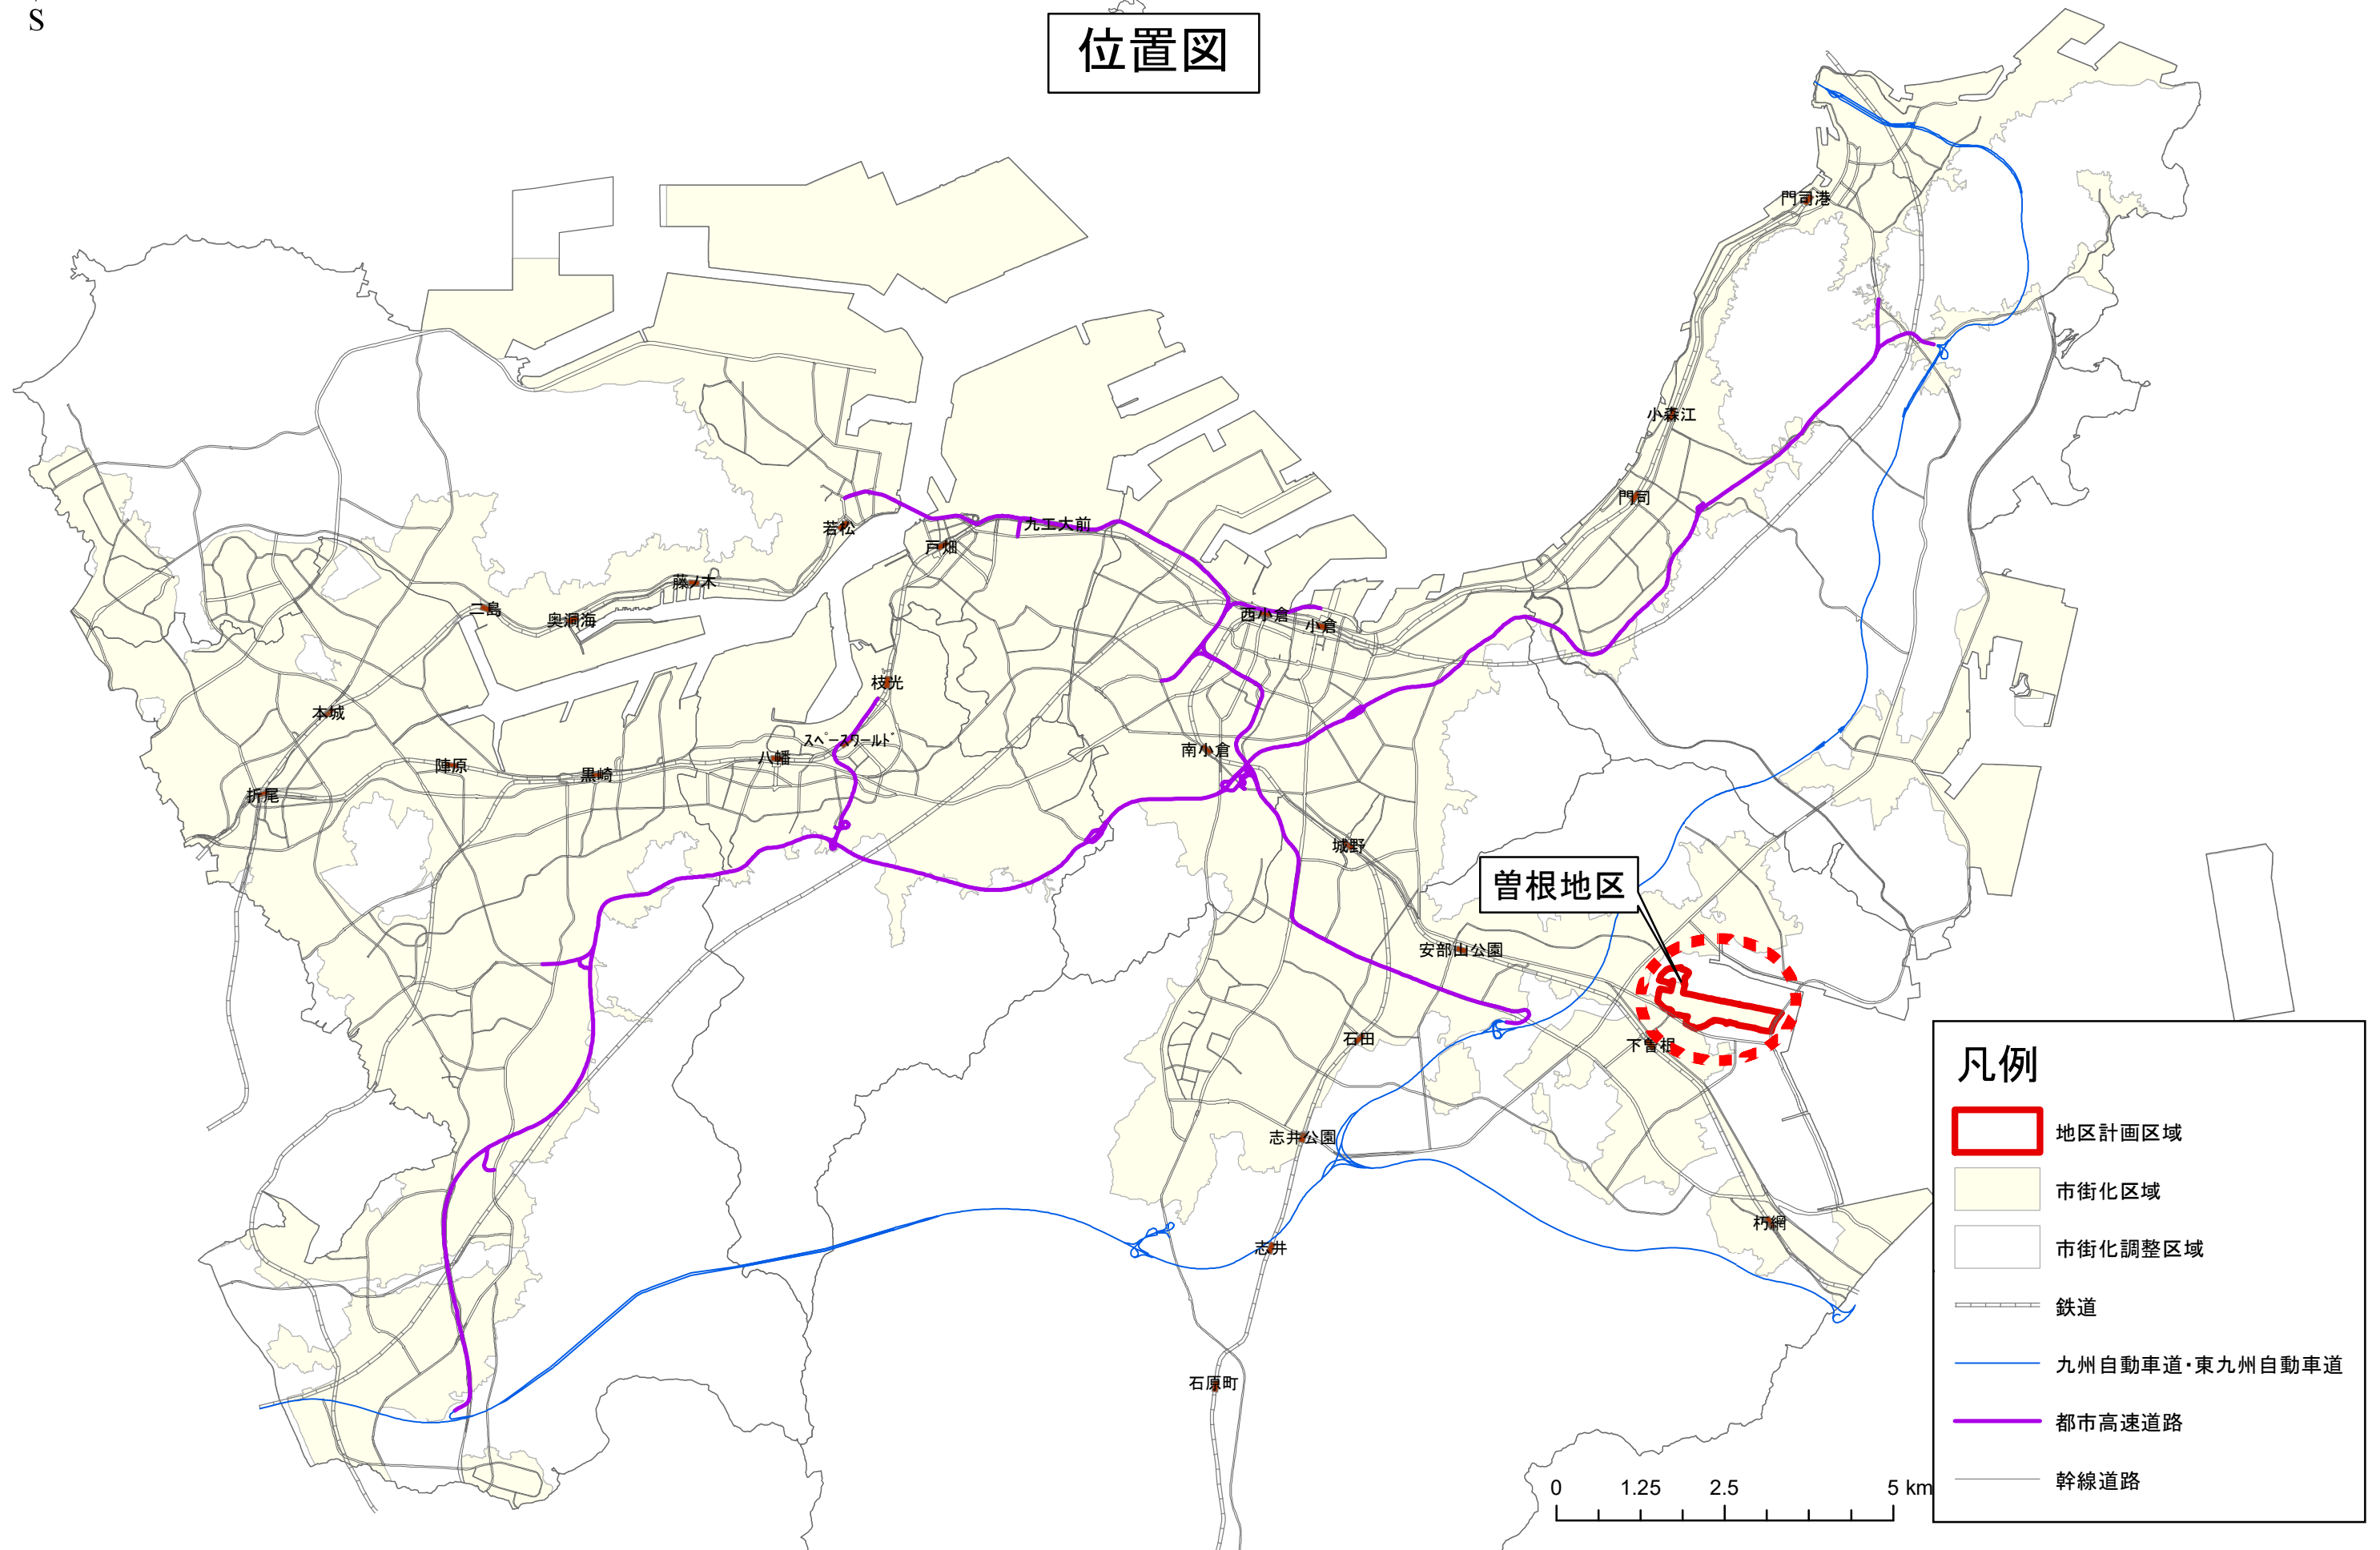 S
位置図
門司港
小森江
門司
若松
九工大前
戸畑
藤ノ木
二島
奥洞海
西小倉
小倉
枝光
本城
スペースワールド
南小倉
八幡
陣原
黒崎
折尾
城野
曽根地区
安部山公園
石田
下曽根
志井公園
朽網
志井
石原町
凡例
地区計画区域
市街化区域
市街化調整区域
鉄道
九州自動車道・東九州自動車道
都市高速道路
幹線道路
0 1.25 2.5 5 km